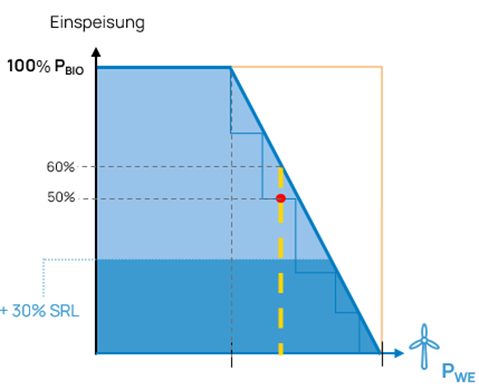 Einspeisung
100% PBIO
60%
50%
+ 30% SRL
PWE